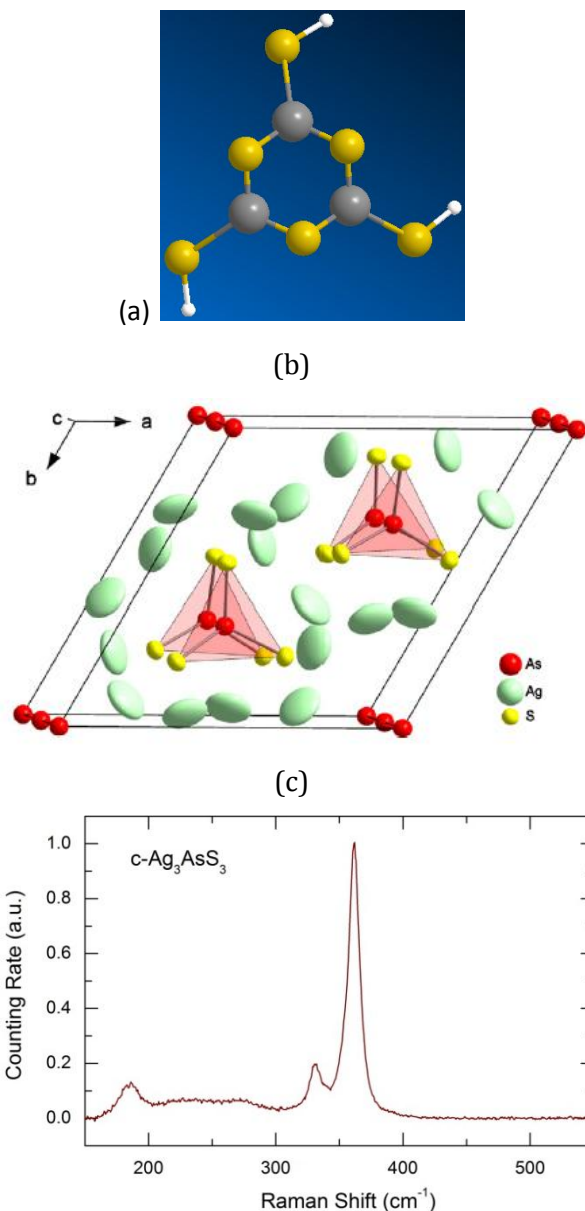 (a)
(b)
c
a
b
As
Ag
S
(c)
c-Ag₃AsS₃
Counting Rate (a.u.)
1.0
0.8
0.6
0.4
0.2
0.0
200
300
400
500
Raman Shift (cm⁻¹)